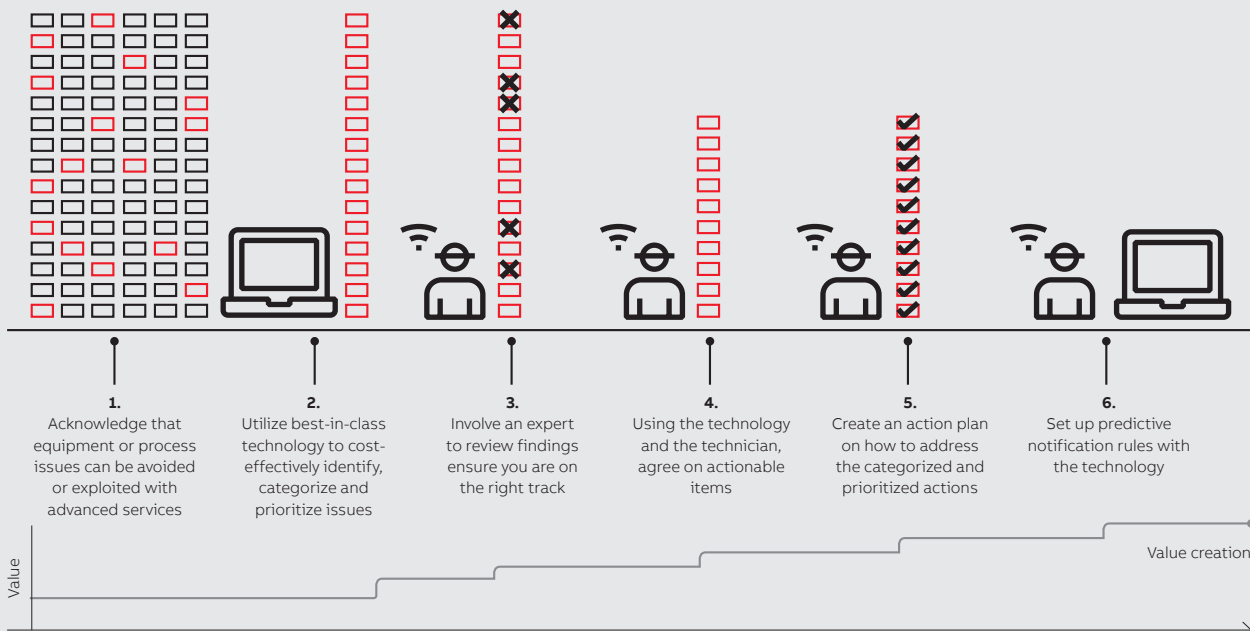 1.
Acknowledge that
equipment or process
issues can be avoided
or exploited with
advanced services
2.
Utilize best-in-class
technology to cost-
effectively identify,
categorize and
prioritize issues
3.
Involve an expert
to review findings
ensure you are on
the right track
4.
Using the technology
and the technician,
agree on actionable
items
5.
Create an action plan
on how to address
the categorized and
prioritized actions
6.
Set up predictive
notification rules with
the technology
Value
Value creation